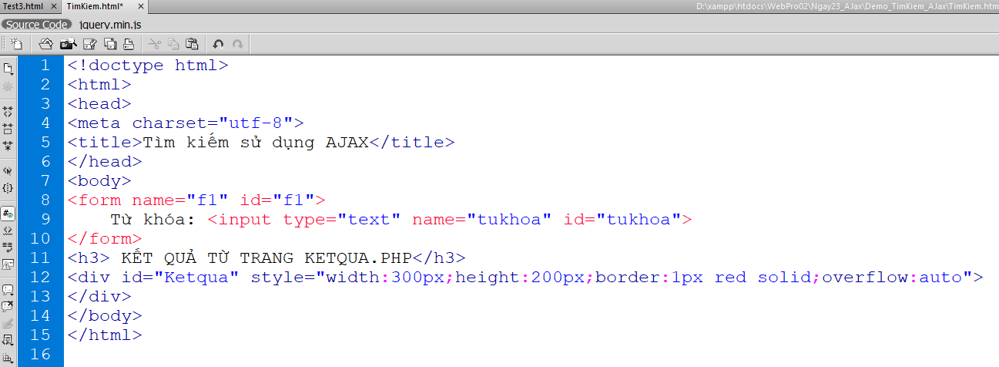 Test3.html × TimKiem.html* × D:\xampp\htdocs\WebPro02\Ngay23_AJax\Demo_TimKiem_AJax\TimKiem.htm
Source Code jquery.min.js
1 <!doctype html>
2 <html>
3 <head>
4 <meta charset="utf-8">
5 <title>Tìm kiếm sử dụng AJAX</title>
6 </head>
7 <body>
8 <form name="f1" id="f1">
9 Từ khóa: <input type="text" name="tukhoa" id="tukhoa">
10 </form>
11 <h3> KẾT QUẢ TỪ TRANG KETQUA.PHP</h3>
12 <div id="Ketqua" style="width:300px;height:200px;border:1px red solid;overflow:auto">
13 </div>
14 </body>
15 </html>
16